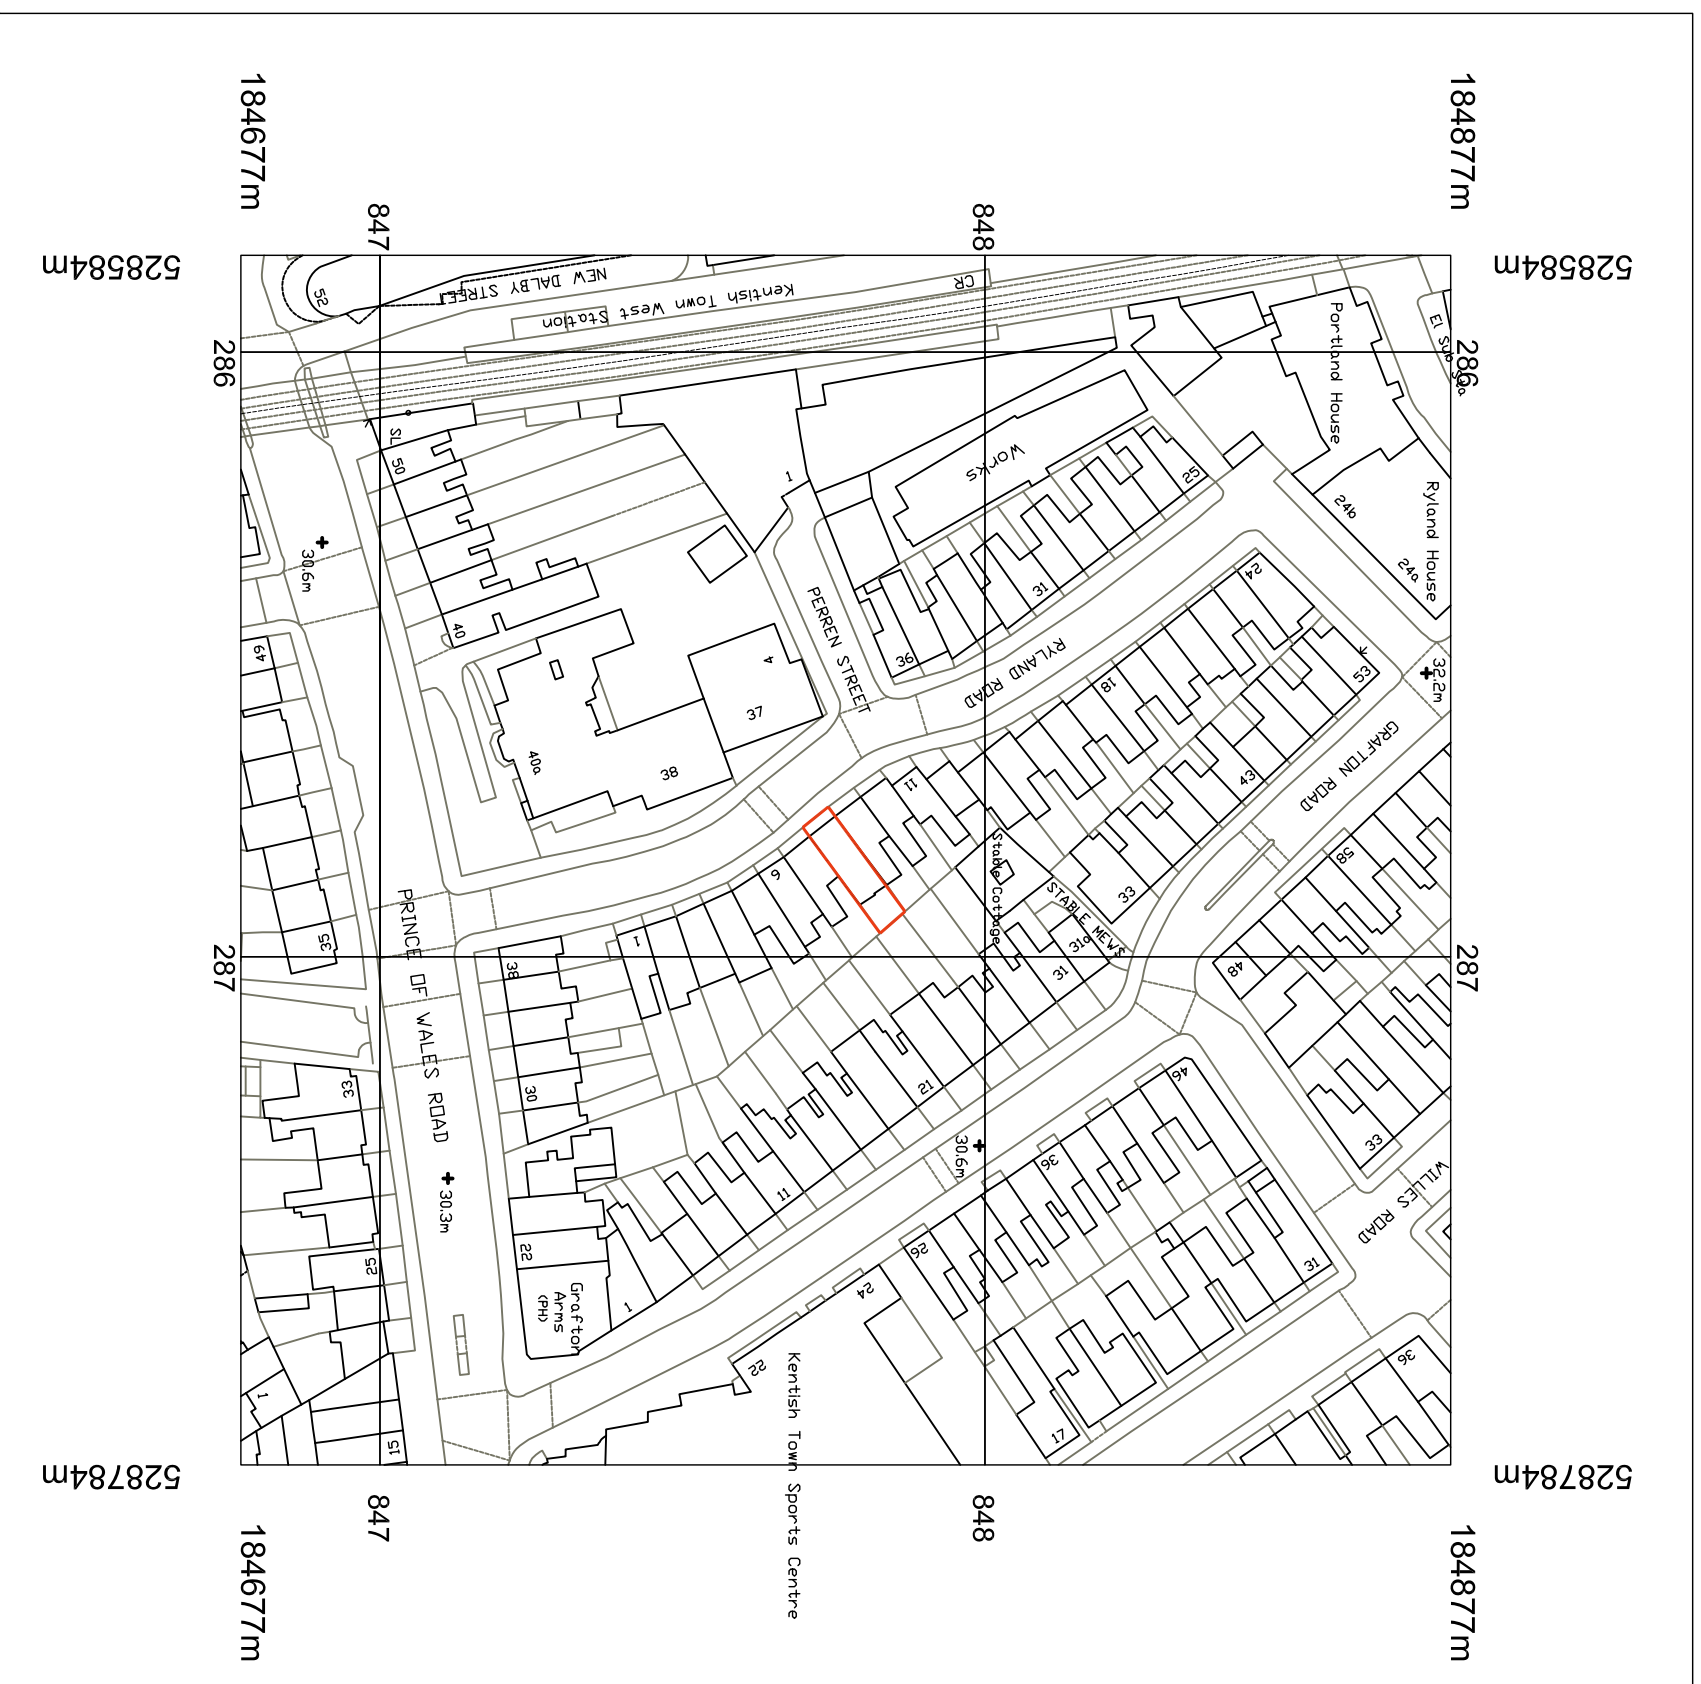 184677m
184877m
528584m
847
848
528584m
NEW DALBY STREET
Kentish Town West Station
CR
52
286
286
El Sub Sta
Portland House
Ryland House
Works
SL
50
40
1
25
24b
24a
31
36
PERREN STREET
RYLAND ROAD
30.6m
49
4
37
38
40a
24
18
53
32.2m
GRAFTON ROAD
43
33
58
48
11
9
1
Stable Cottage
STABLE MEWS
31a
31
287
287
35
PRINCE OF WALES ROAD
38
30
33
21
11
30.6m
46
36
33
WILLES ROAD
30.3m
25
22
Grafton
Arms
(PH)
1
26
24
22
31
17
36
1
15
Kentish Town Sports Centre
528784m
847
848
528784m
184677m
184877m